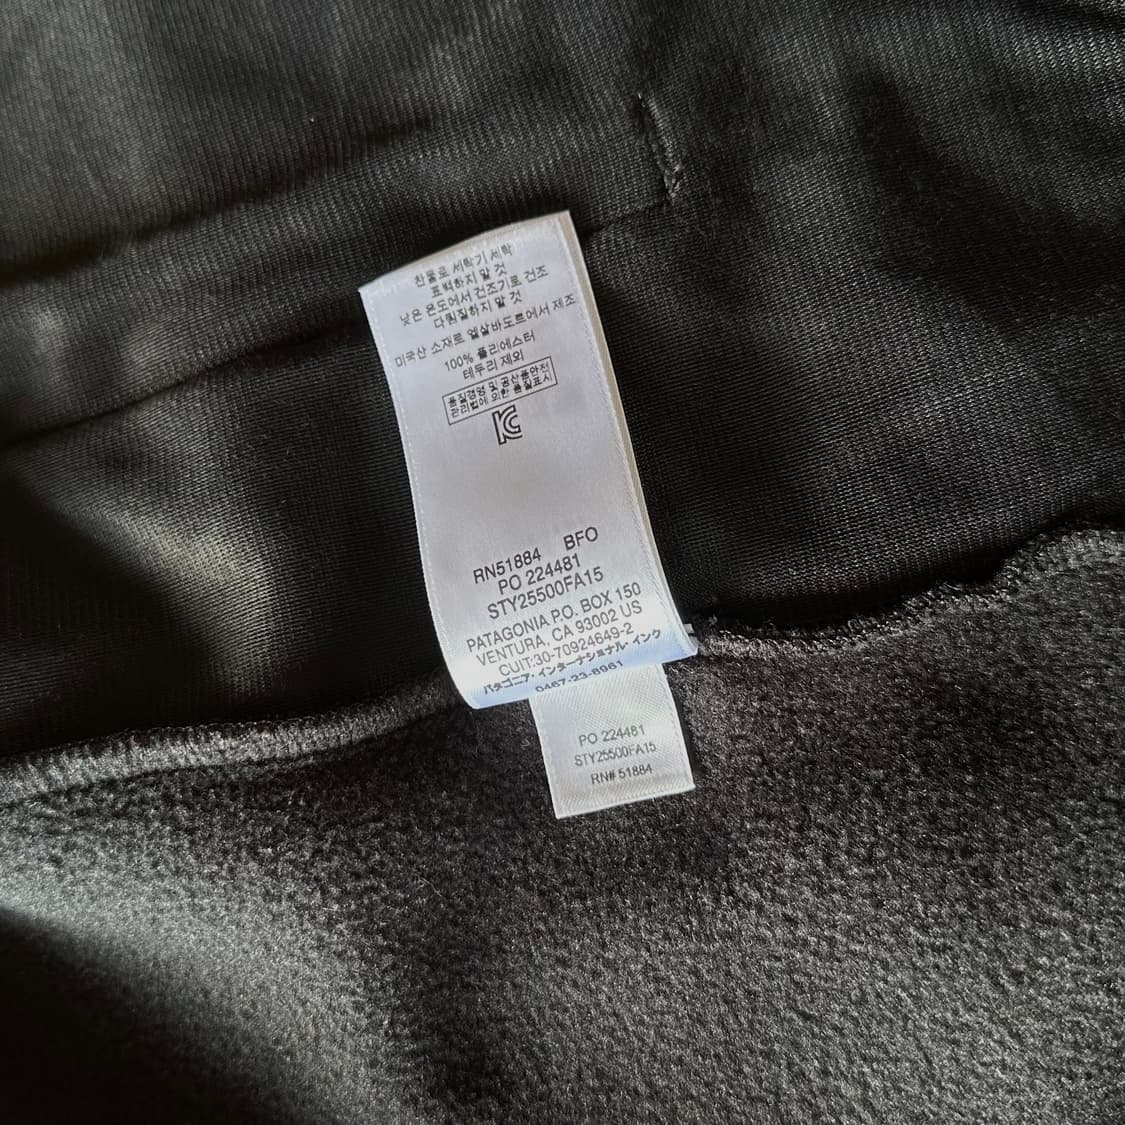 찬물로 세탁기 세탁
표백하지 말 것
낮은 온도에서 건조기로 건조
다림질하지 말 것
미국산 소재로 엘살바도르에서 제조
100% 폴리에스터
테두리 제외
품질경영 및 공산품안전
관리법에 의한 품질표시
RN51884 BFO
PO 224481
STY25500FA15
PATAGONIA P.O. BOX 150
VENTURA, CA 93002 US
CUIT:30-70924649-2
パタゴニア・インターナショナル・インク
0467-23-8961
PO 224481
STY25500FA15
RN# 51884